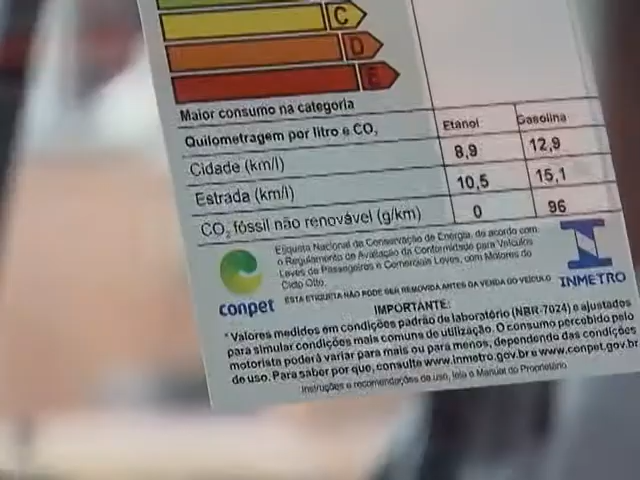 C
D
E
Maior consumo na categoria
Quilometragem por litro e CO₂ Etanol Gasolina
Cidade (km/l) 8,9 12,9
Estrada (km/l) 10,5 15,1
CO₂ fóssil não renovável (g/km) 0 96
conpet
Etiqueta Nacional de Conservação de Energia, de acordo com
o Regulamento de Avaliação da Conformidade para Veículos
Leves de Passageiros e Comerciais Leves, com Motores do
Ciclo Otto.
ESTA ETIQUETA NÃO PODE SER REMOVIDA ANTES DA VENDA DO VEÍCULO
INMETRO
IMPORTANTE:
*Valores medidos em condições padrão de laboratório (NBR-7024) e ajustados
para simular condições mais comuns de utilização. O consumo percebido pelo
motorista poderá variar para mais ou para menos, dependendo das condições
de uso. Para saber por que, consulte www.inmetro.gov.br e www.conpet.gov.br
Instruções e recomendações de uso, leia o Manual do Proprietário